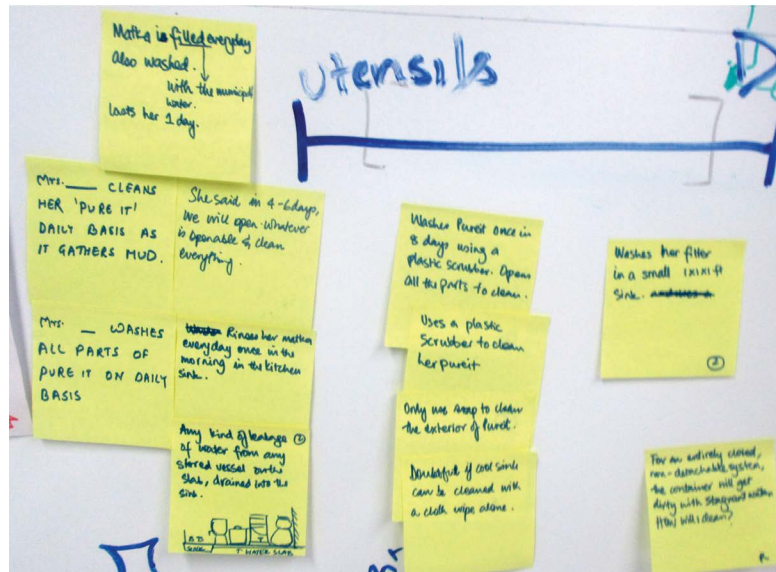 Utensils
D
Matka is filled everyday
Also washed.
with the municipal
water.
lasts her 1 day.
Mrs. ___ CLEANS
HER 'PURE IT'
DAILY BASIS AS
IT GATHERS MUD.
She said in 4-6 days,
we will open whatever
is openable & clean
everything.
Mrs. _ WASHES
ALL PARTS OF
PURE IT ON DAILY
BASIS
Rinses her matka
everyday once in the
morning in the kitchen
sink.
Any kind of leakage
of water from any
stored vessel on the
slab, drained into the
sink.
T WATER SLAB
Washes Pureit once in
8 days using a
plastic scrubber. Opens
all the parts to clean.
Uses a plastic
scrubber to clean
her pureit
Only use soap to clean
the exterior of Pureit.
Doubtful if cool sink
can be cleaned with
a cloth wipe alone.
Washes her filter
in a small 1x1x1 ft
sink.
2
For an entirely closed,
non-detachable system,
the container will get
dirty with stagnant water.
How will I clean?
P.